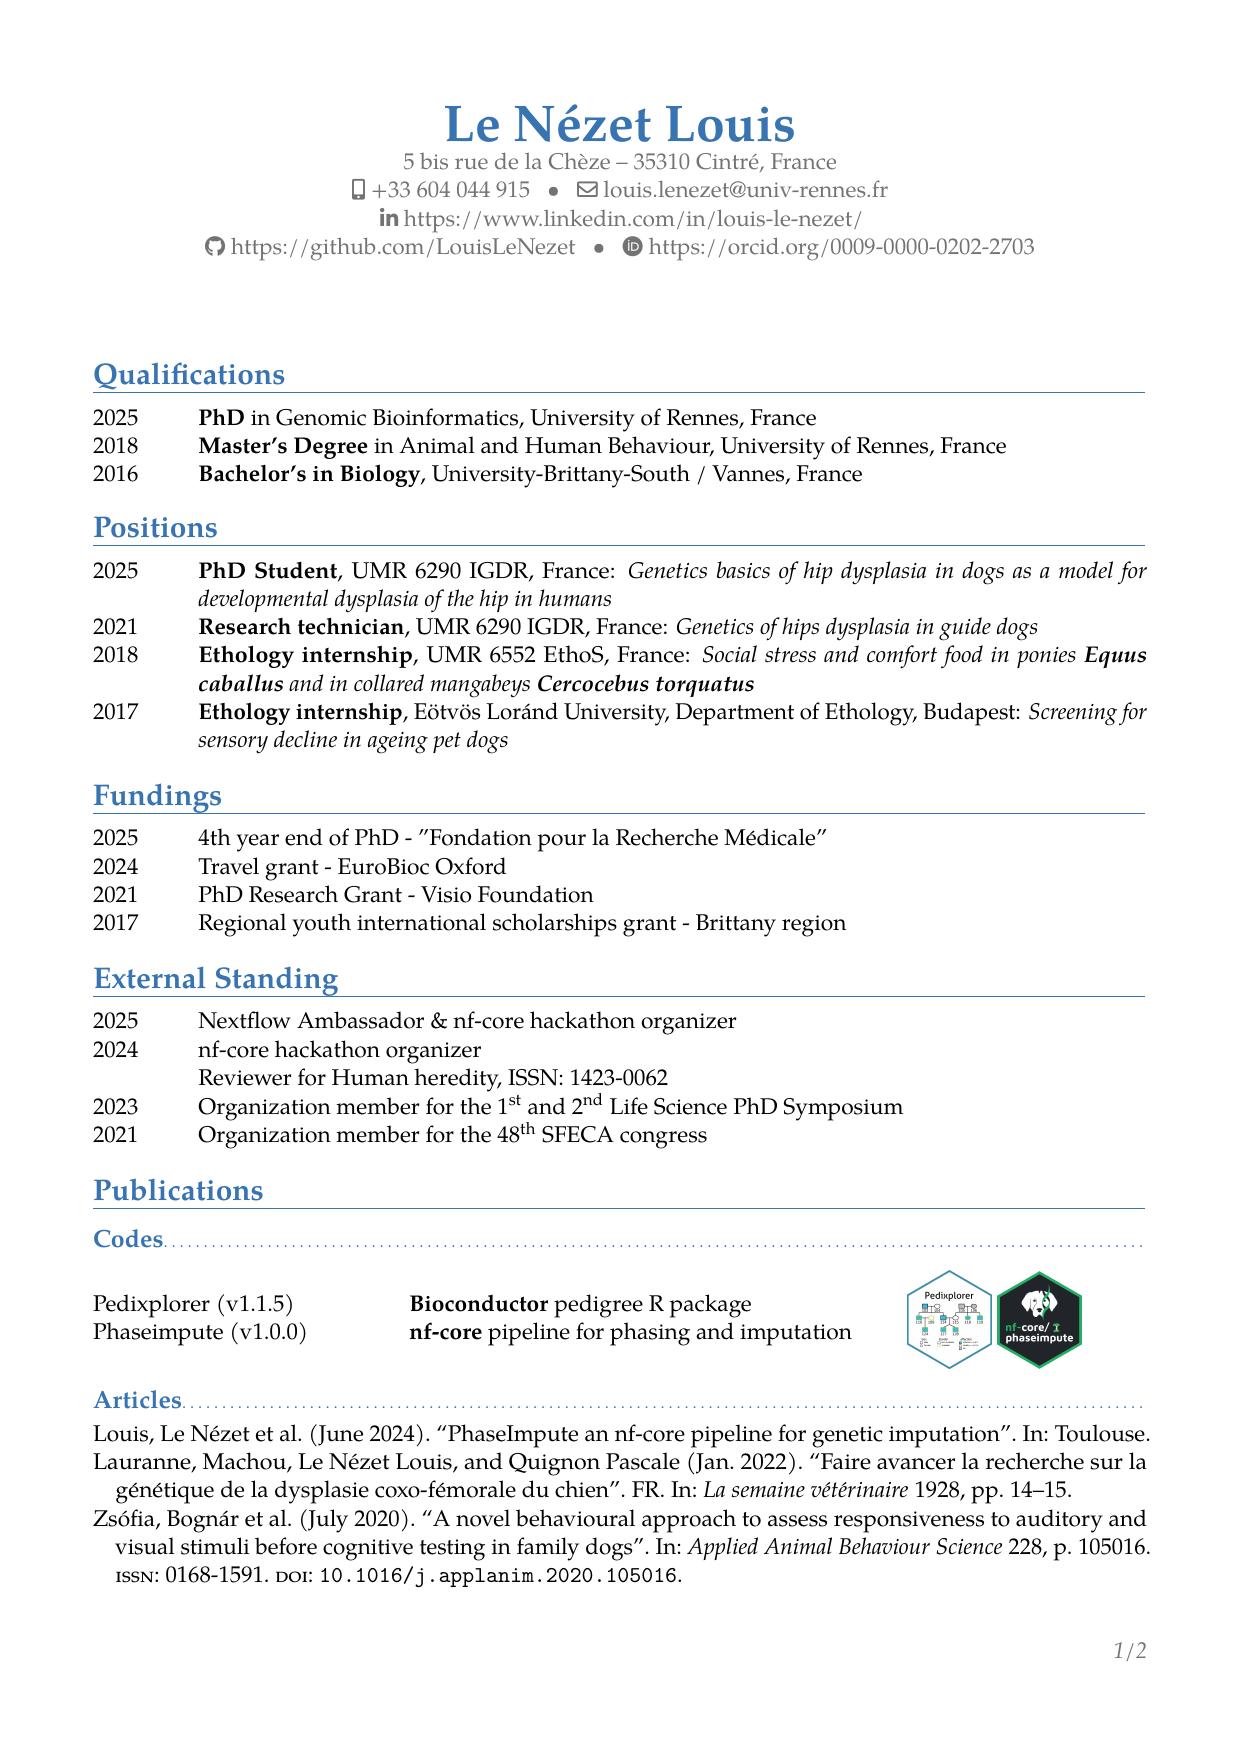 Le Nézet Louis
5 bis rue de la Chèze – 35310 Cintré, France
+33 604 044 915 • louis.lenezet@univ-rennes.fr
https://www.linkedin.com/in/louis-le-nezet/
https://github.com/LouisLeNezet • https://orcid.org/0009-0000-0202-2703
Qualifications
2025 PhD in Genomic Bioinformatics, University of Rennes, France
2018 Master's Degree in Animal and Human Behaviour, University of Rennes, France
2016 Bachelor's in Biology, University-Brittany-South / Vannes, France
Positions
2025 PhD Student, UMR 6290 IGDR, France: Genetics basics of hip dysplasia in dogs as a model for
developmental dysplasia of the hip in humans
2021 Research technician, UMR 6290 IGDR, France: Genetics of hips dysplasia in guide dogs
2018 Ethology internship, UMR 6552 EthoS, France: Social stress and comfort food in ponies Equus
caballus and in collared mangabeys Cercocebus torquatus
2017 Ethology internship, Eötvös Loránd University, Department of Ethology, Budapest: Screening for
sensory decline in ageing pet dogs
Fundings
2025 4th year end of PhD - ”Fondation pour la Recherche Médicale”
2024 Travel grant - EuroBioc Oxford
2021 PhD Research Grant - Visio Foundation
2017 Regional youth international scholarships grant - Brittany region
External Standing
2025 Nextflow Ambassador & nf-core hackathon organizer
2024 nf-core hackathon organizer
Reviewer for Human heredity, ISSN: 1423-0062
2023 Organization member for the 1st and 2nd Life Science PhD Symposium
2021 Organization member for the 48th SFECA congress
Publications
Codes
Pedixplorer (v1.1.5) Bioconductor pedigree R package
Phaseimpute (v1.0.0) nf-core pipeline for phasing and imputation
Pedixplorer
nf-core/
phaseimpute
Articles
Louis, Le Nézet et al. (June 2024). “PhaseImpute an nf-core pipeline for genetic imputation”. In: Toulouse.
Lauranne, Machou, Le Nézet Louis, and Quignon Pascale (Jan. 2022). “Faire avancer la recherche sur la
génétique de la dysplasie coxo-fémorale du chien”. FR. In: La semaine vétérinaire 1928, pp. 14–15.
Zsófia, Bognár et al. (July 2020). “A novel behavioural approach to assess responsiveness to auditory and
visual stimuli before cognitive testing in family dogs”. In: Applied Animal Behaviour Science 228, p. 105016.
ISSN: 0168-1591. DOI: 10.1016/j.applanim.2020.105016.
1/2